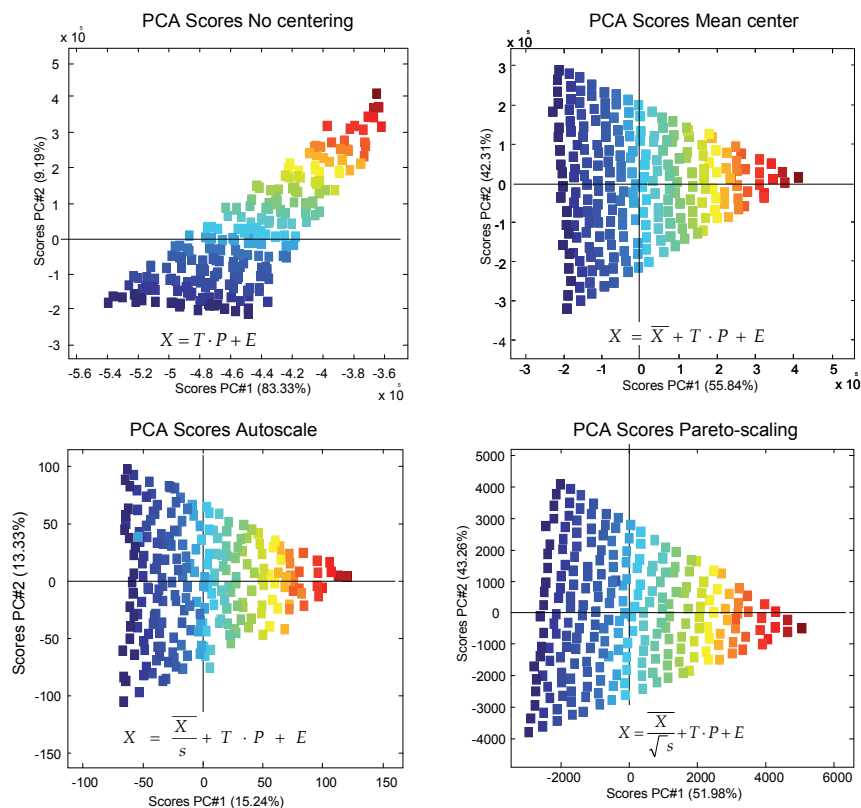 PCA Scores No centering
x 10 5
5
4
3
2
1
0
-1
-2
-3
Scores PC#2 (9.19%)
X = T · P + E
-5.6 -5.4 -5.2 -5 -4.8 -4.6 -4.4 -4.2 -4 -3.8 -3.6
Scores PC#1 (83.33%)
x 10 5
PCA Scores Mean center
x 10 5
3
2
1
0
-1
-2
-3
-4
Scores PC#2 (42.31%)
X = X + T · P + E
-3 -2 -1 0 1 2 3 4 5
Scores PC#1 (55.84%)
x 10 5
PCA Scores Autoscale
100
50
0
-50
-100
-150
Scores PC#2 (13.33%)
X = X / s + T · P + E
-100 -50 0 50 100 150
Scores PC#1 (15.24%)
PCA Scores Pareto-scaling
5000
4000
3000
2000
1000
0
-1000
-2000
-3000
-4000
Scores PC#2 (43.26%)
X = X / √s + T · P + E
-2000 0 2000 4000 6000
Scores PC#1 (51.98%)